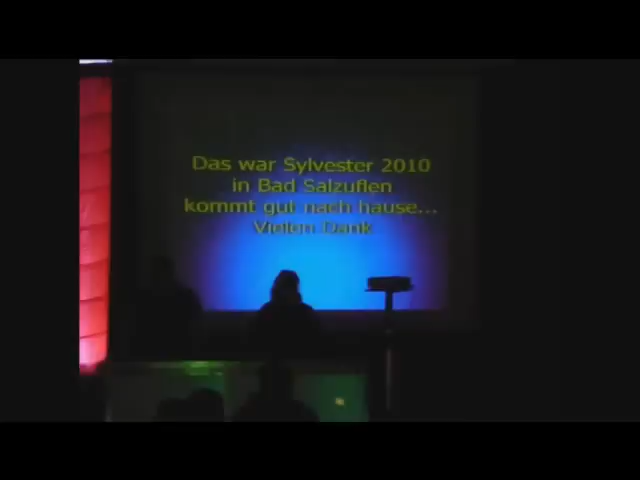 Das war Sylvester 2010
in Bad Salzuflen
kommt gut nach hause...
Vielen Dank